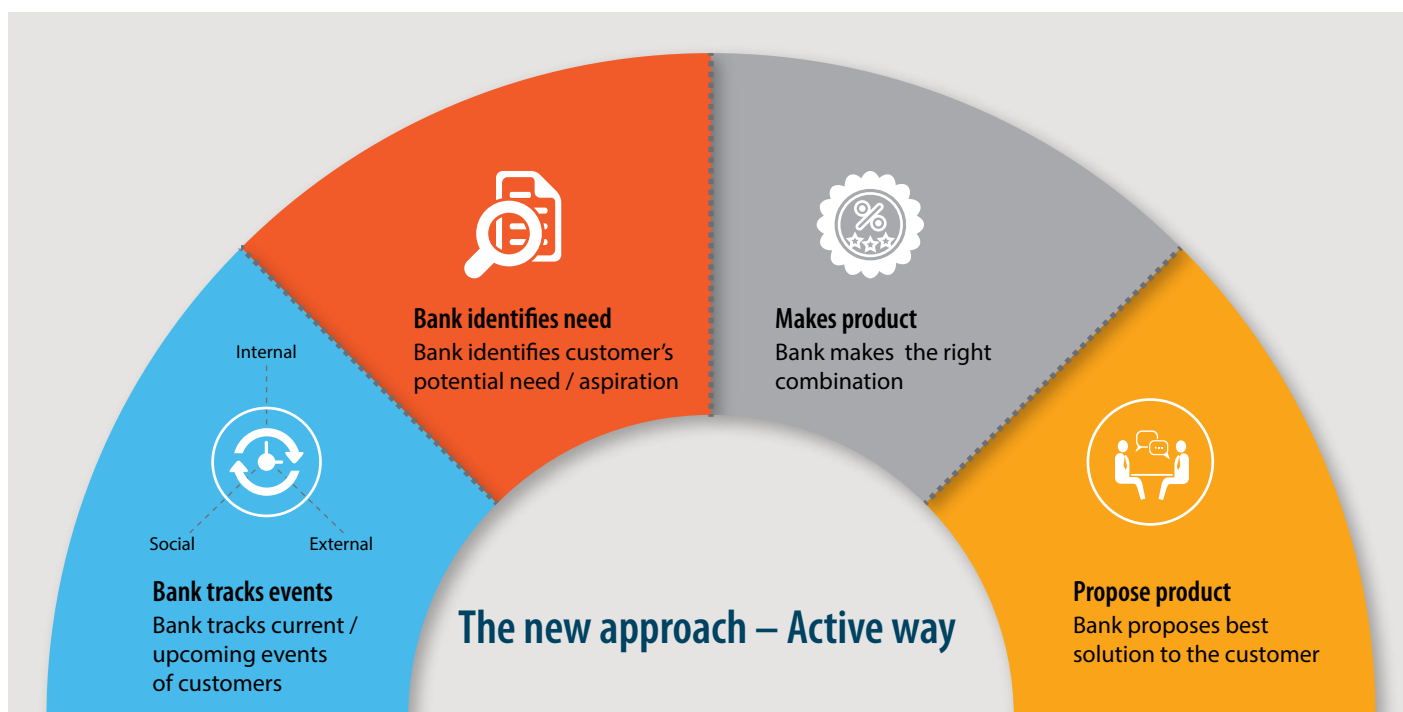 Internal
Social
External
Bank tracks events
Bank tracks current /
upcoming events
of customers
Bank identifies need
Bank identifies customer's
potential need / aspiration
Makes product
Bank makes  the right
combination
Propose product
Bank proposes best
solution to the customer
The new approach – Active way